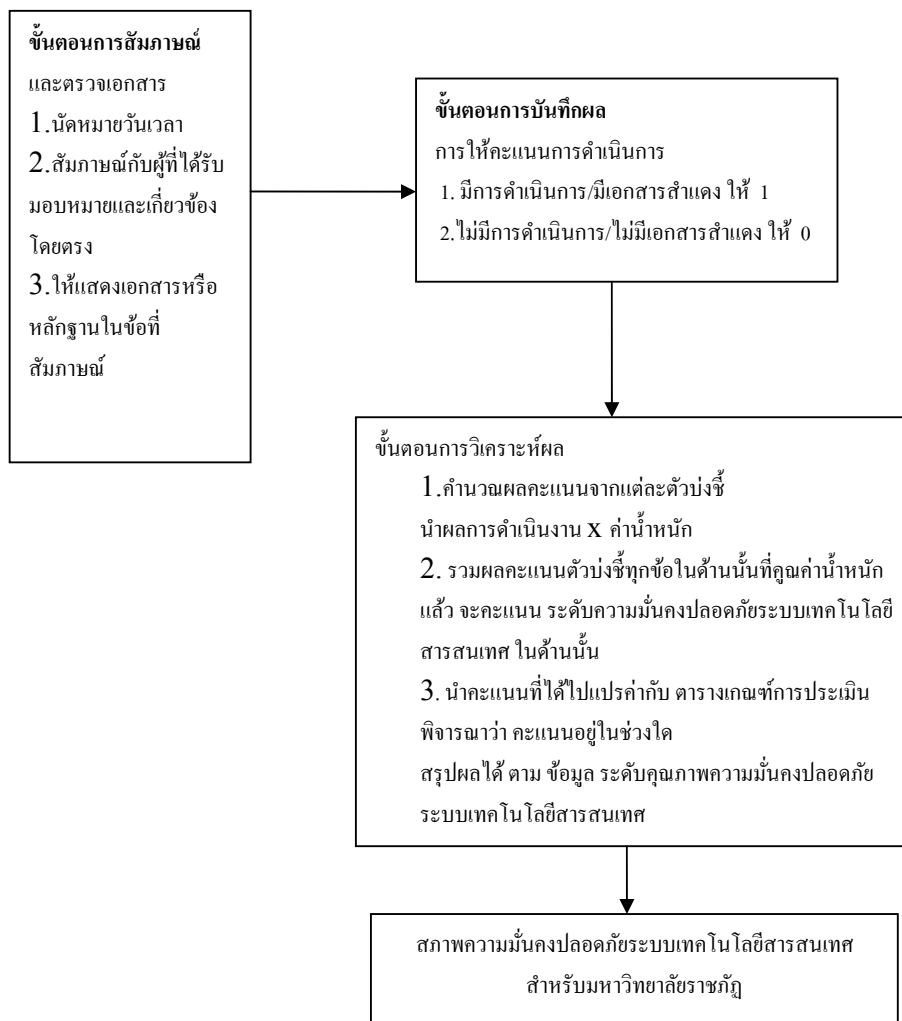 ขั้นตอนการสัมภาษณ์
และตรวจเอกสาร
1.นัดหมายวันเวลา
2.สัมภาษณ์กับผู้ที่ได้รับ
มอบหมายและเกี่ยวข้อง
โดยตรง
3.ให้แสดงเอกสารหรือ
หลักฐานในข้อที่
สัมภาษณ์
ขั้นตอนการบันทึกผล
การให้คะแนนการดำเนินการ
1. มีการดำเนินการ/มีเอกสารสำแดง ให้ 1
2.ไม่มีการดำเนินการ/ไม่มีเอกสารสำแดง ให้ 0
ขั้นตอนการวิเคราะห์ผล
1.คำนวณผลคะแนนจากแต่ละตัวบ่งชี้
นำผลการดำเนินงาน x ค่าน้ำหนัก
2. รวมผลคะแนนตัวบ่งชี้ทุกข้อในด้านนั้นที่คูณค่าน้ำหนัก
แล้ว จะคะแนน ระดับความมั่นคงปลอดภัยระบบเทคโนโลยี
สารสนเทศ ในด้านนั้น
3. นำคะแนนที่ได้ไปแปรค่ากับ ตารางเกณฑ์การประเมิน
พิจารณาว่า คะแนนอยู่ในช่วงใด
สรุปผลได้ ตาม ข้อมูล ระดับคุณภาพความมั่นคงปลอดภัย
ระบบเทคโนโลยีสารสนเทศ
สภาพความมั่นคงปลอดภัยระบบเทคโนโลยีสารสนเทศ
สำหรับมหาวิทยาลัยราชภัฏ